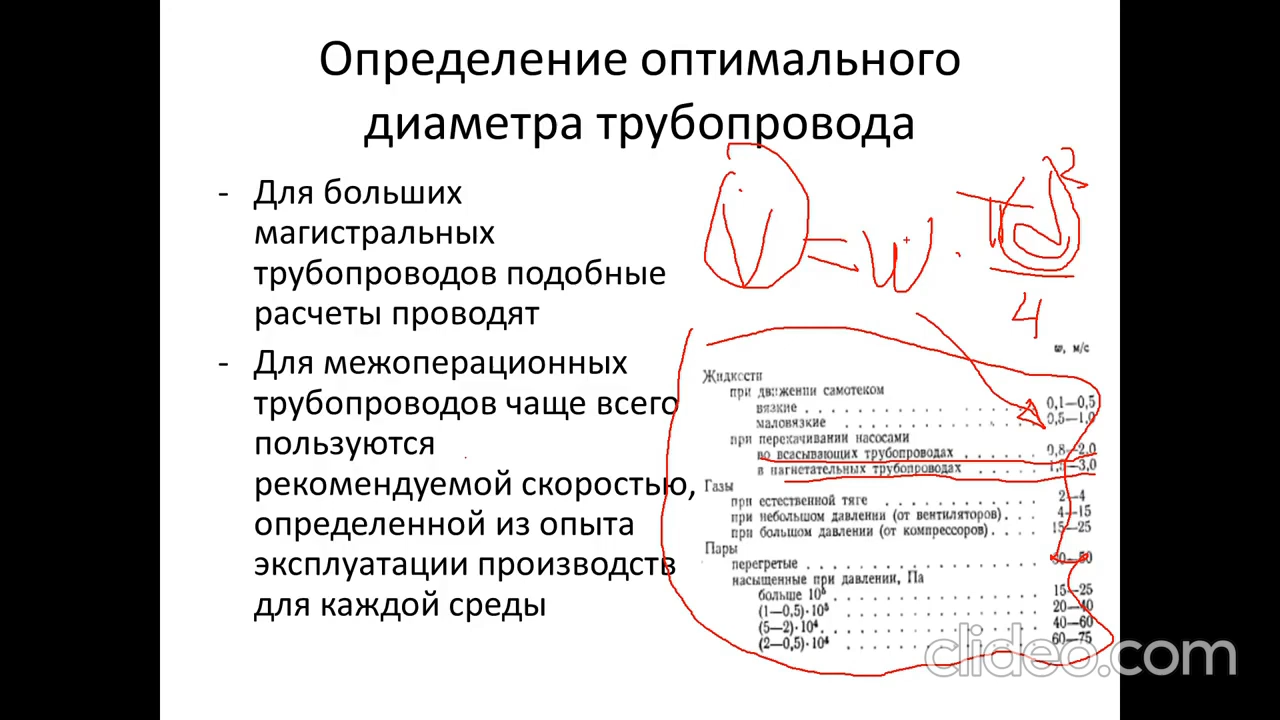 Определение оптимального
диаметра трубопровода
- Для больших
магистральных
трубопроводов подобные
расчеты проводят
- Для межоперационных
трубопроводов чаще всего
пользуются
рекомендуемой скоростью,
определенной из опыта
эксплуатации производств
для каждой среды
V̇ = w · πd²
4
w, м/с
Жидкости
при движении самотеком
вязкие . . . . . . . . . . 0,1—0,5
маловязкие . . . . . . . . . . 0,5—1,0
при перекачивании насосами
во всасывающих трубопроводах . . . . . . 0,8—2,0
в нагнетательных трубопроводах . . . . . —3,0
Газы
при естественной тяге . . . . . . . . . . 2—4
при небольшом давлении (от вентиляторов) . . . 4—15
при большом давлении (от компрессоров) . . . . 15—25
Пары
перегретые . . . . . . . . . . —50
насыщенные при давлении, Па
больше 10⁵ . . . . . . . . . . 15—25
(1—0,5)·10⁵ . . . . . . . . . . 20—40
(5—2)·10⁴ . . . . . . . . . . 40—60
(2—0,5)·10⁴ . . . . . . . . . . 60—75
clideo.com